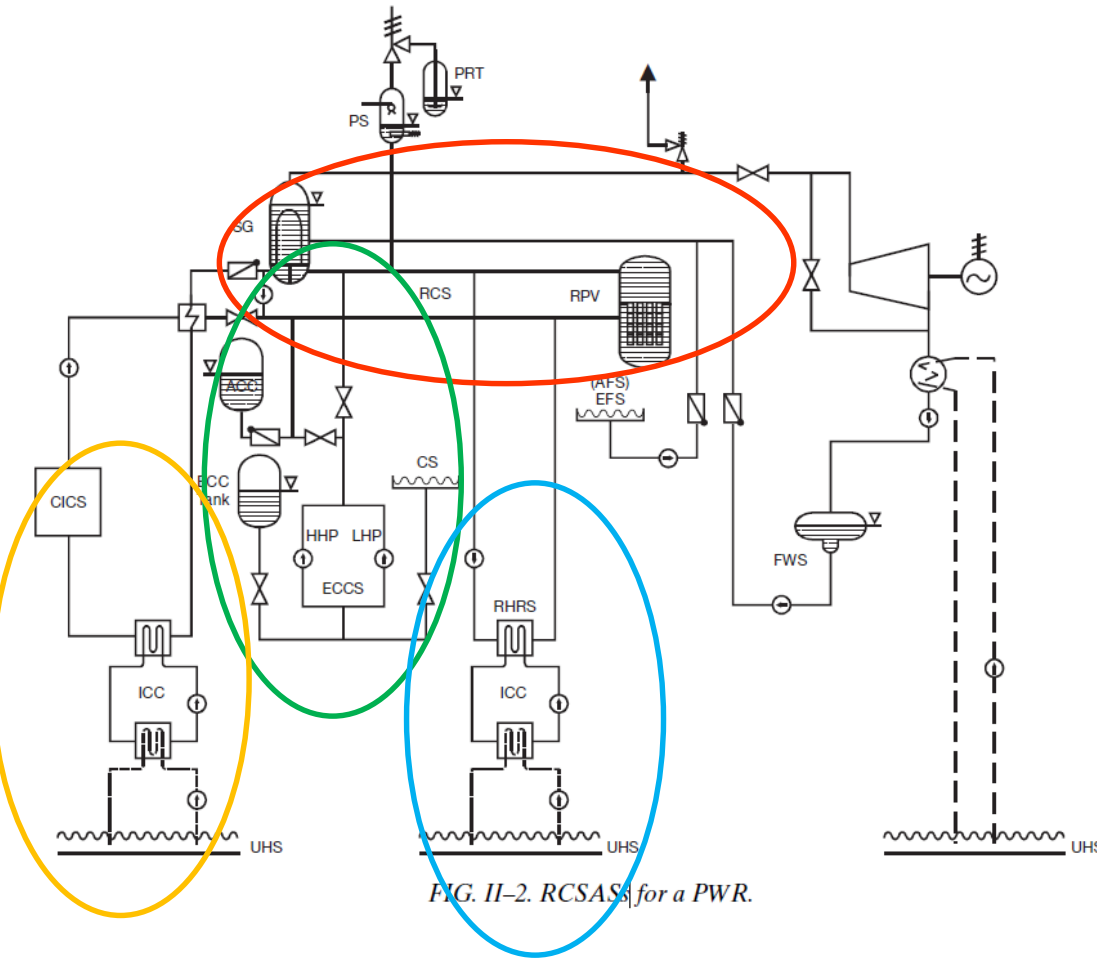 PRT
PS
SG
RCS
RPV
ACC
(AFS)
EFS
ECC
Tank
CS
CICS
HHP LHP
ECCS
FWS
RHRS
ICC
ICC
UHS
UHS
UHS
FIG. II–2. RCSASs for a PWR.